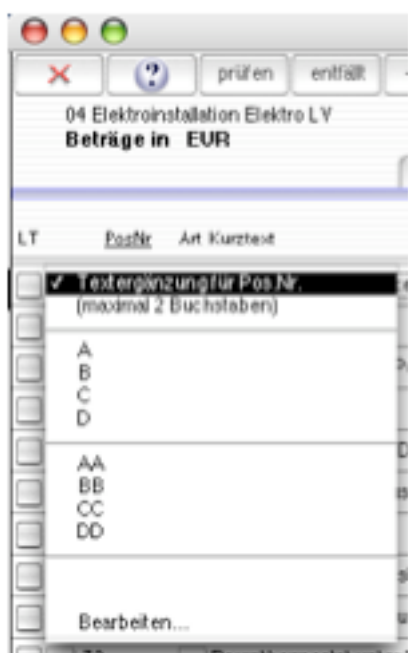 prüfen entfällt
04 Elektroinstallation Elektro LV
Beträge in EUR
LT PosNr Art Kurztext
✓ Textergänzung für Pos.Nr.
(maximal 2 Buchstaben)
A
B
C
D
AA
BB
CC
DD
Bearbeiten...